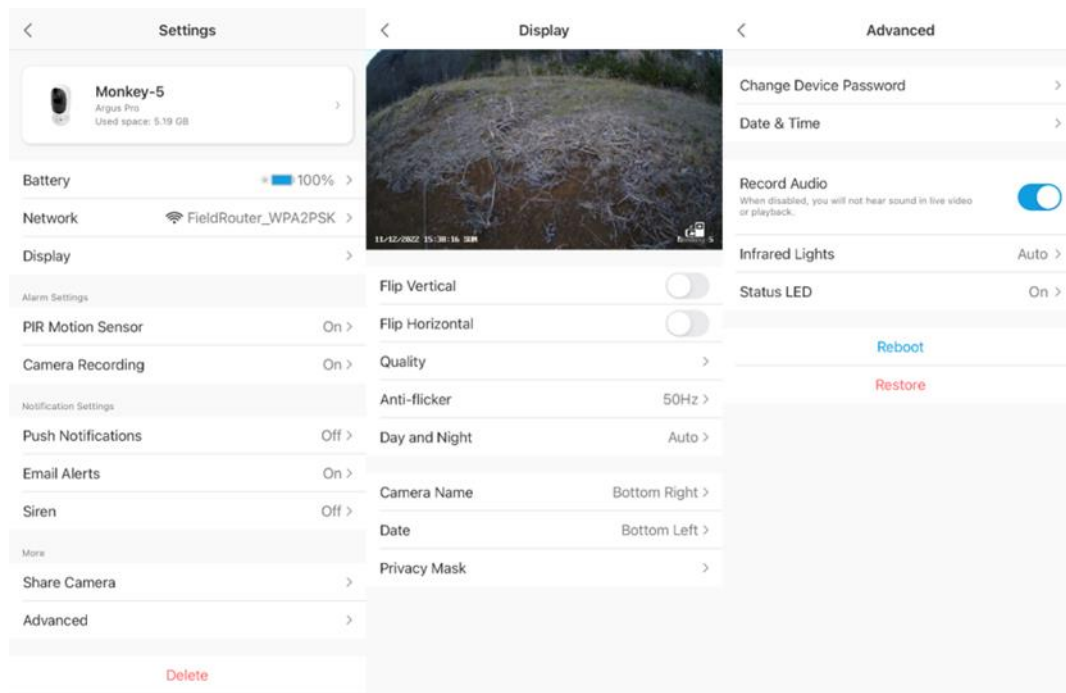 Settings
Monkey-5
Argus Pro
Used space: 5.19 GB
Battery 100%
Network FieldRouter_WPA2PSK
Display
Alarm Settings
PIR Motion Sensor On
Camera Recording On
Notification Settings
Push Notifications Off
Email Alerts On
Siren Off
More
Share Camera
Advanced
Delete
Display
11/12/2022 15:38:16 SUN
Flip Vertical
Flip Horizontal
Quality
Anti-flicker 50Hz
Day and Night Auto
Camera Name Bottom Right
Date Bottom Left
Privacy Mask
Advanced
Change Device Password
Date & Time
Record Audio
When disabled, you will not hear sound in live video
or playback.
Infrared Lights Auto
Status LED On
Reboot
Restore